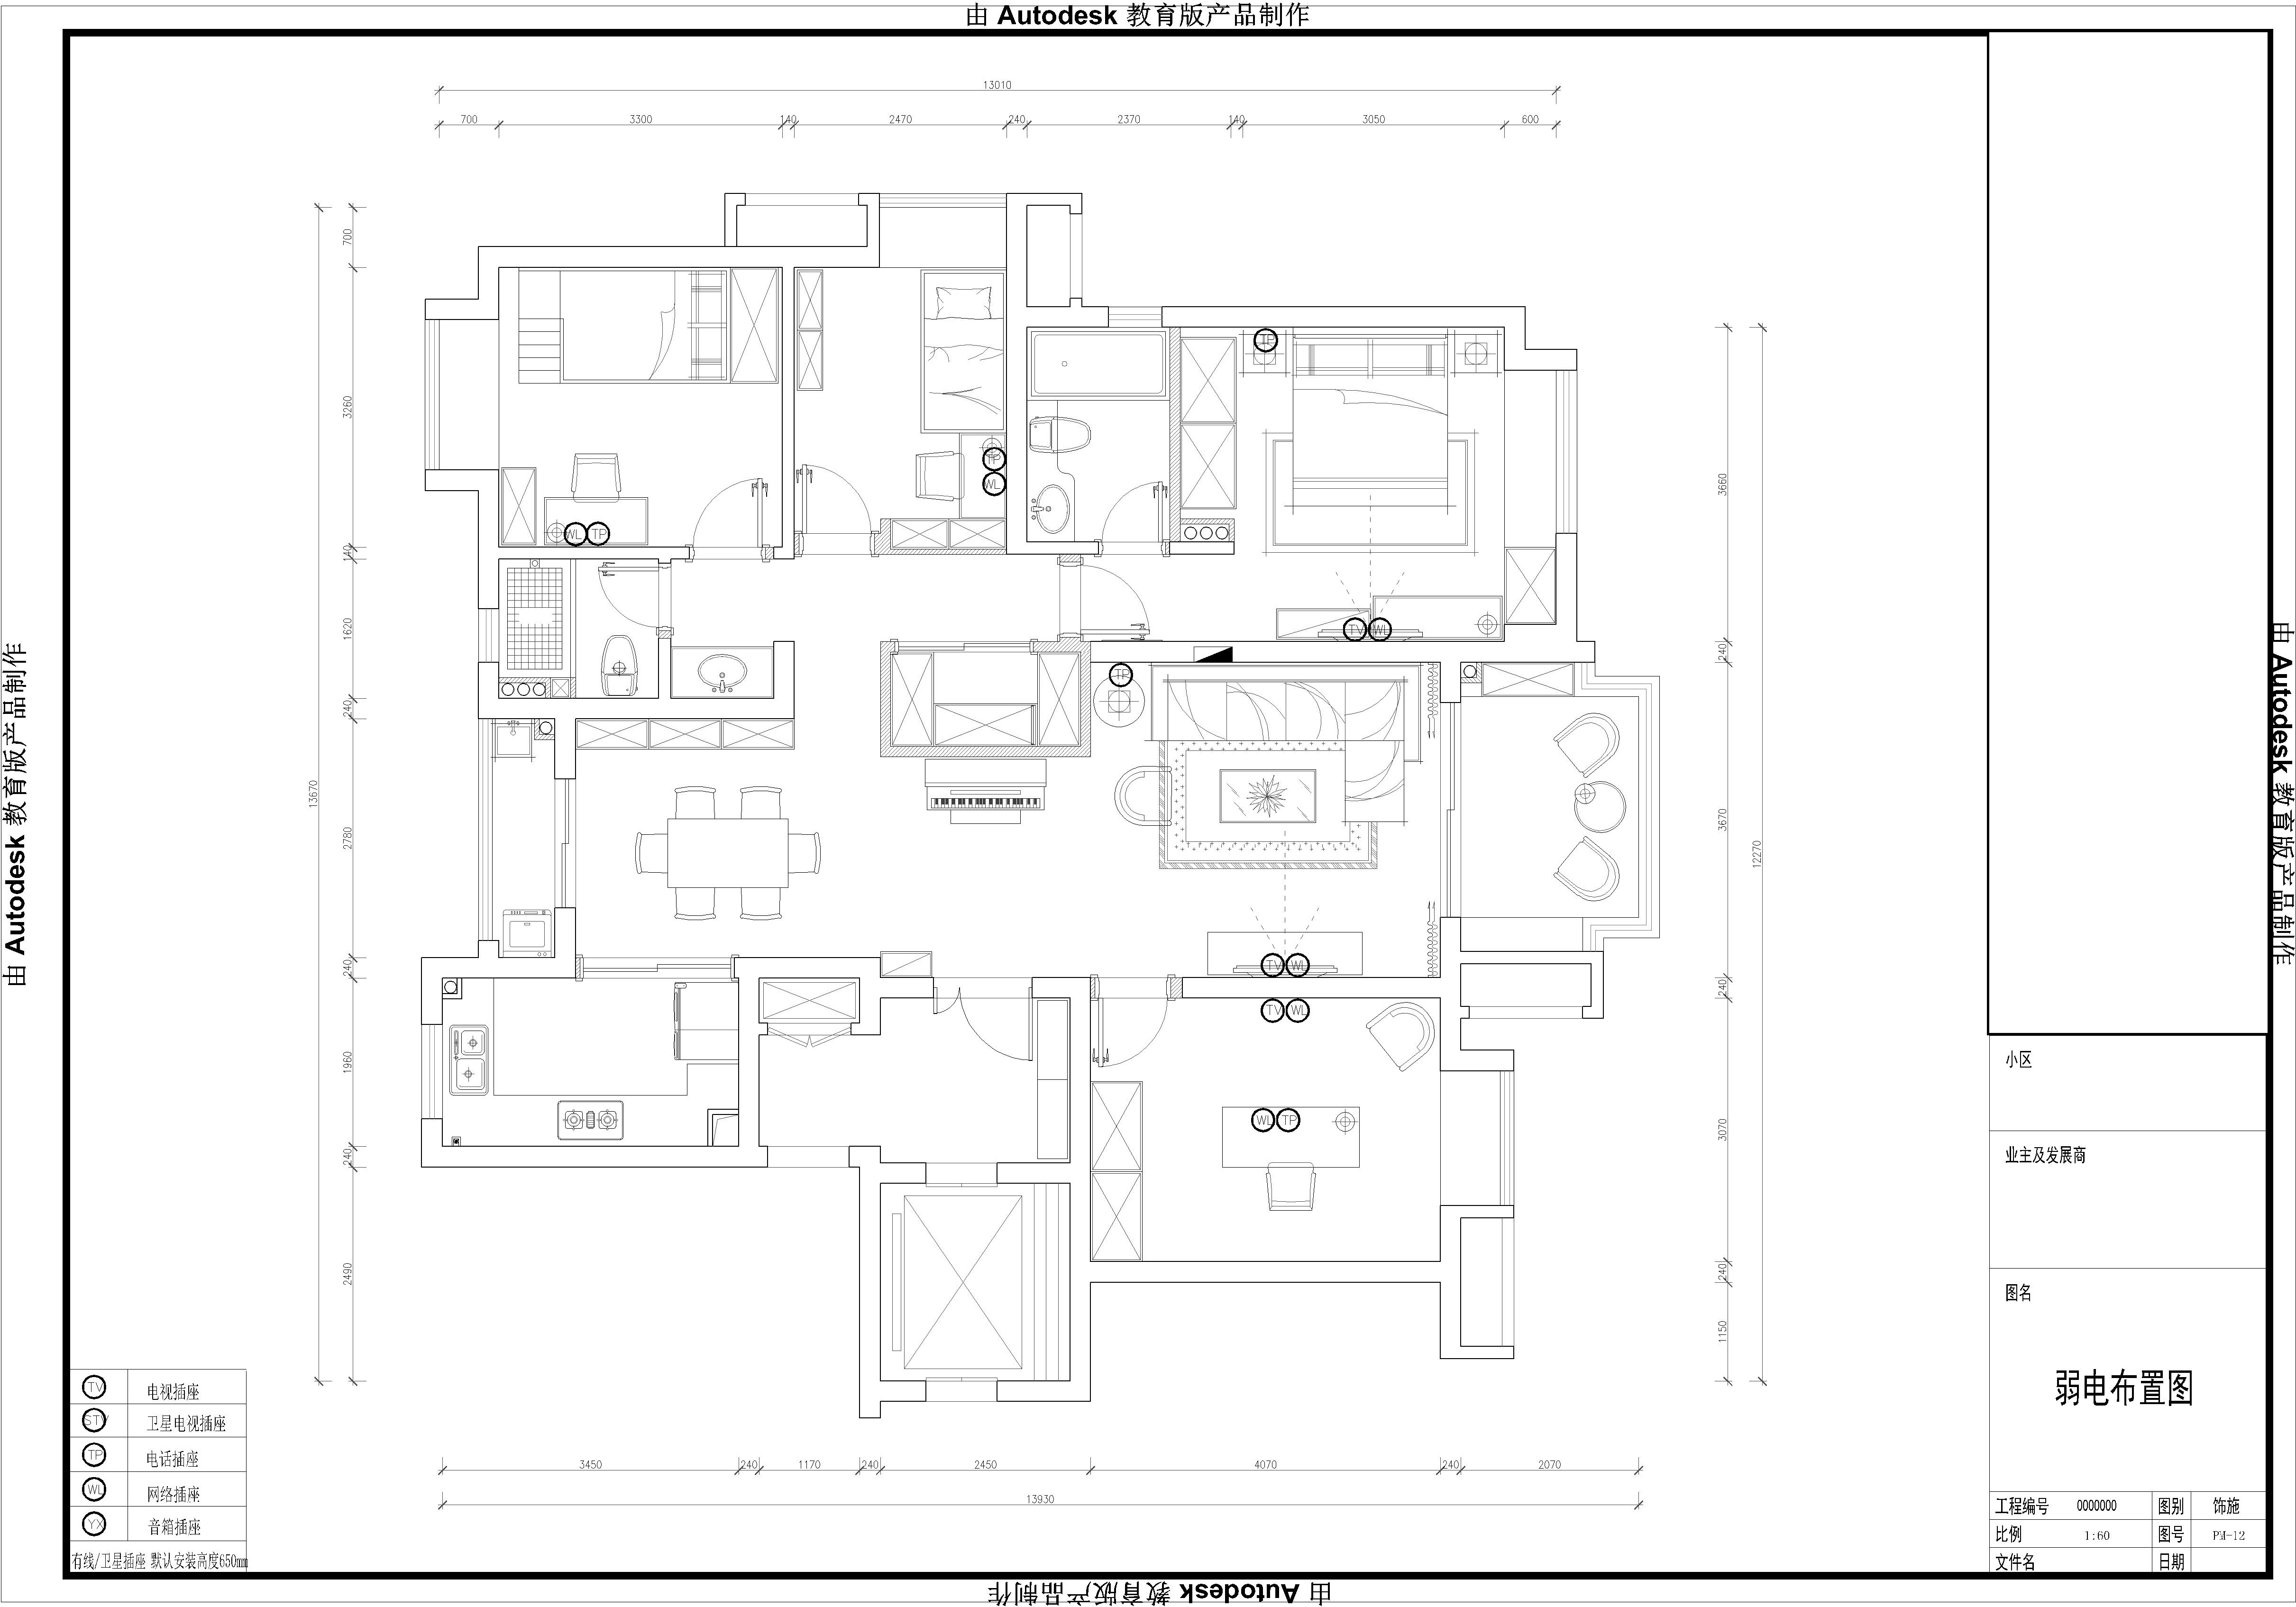 由 Autodesk 教育版产品制作
13010
700 3300 140 2470 240 2370 140 3050 600
700
3260
140
1620
240
2780
240
1960
240
2490
13670
由 Autodesk 教育版产品制作
TP
TP
WL
WL TP
TV WL
TP
TV WL
TV WL
WL TP
3660
240
3670
240
3070
240
1150
12270
由 Autodesk 教育版产品制作
3450 240 1170 240 2450 4070 240 2070
13930
TV 电视插座
STV 卫星电视插座
TP 电话插座
WL 网络插座
YX 音箱插座
有线/卫星插座 默认安装高度650mm
小区
业主及发展商
图名
弱电布置图
工程编号 0000000 图别 饰施
比例 1:60 图号 PM-12
文件名 日期
由 Autodesk 教育版产品制作